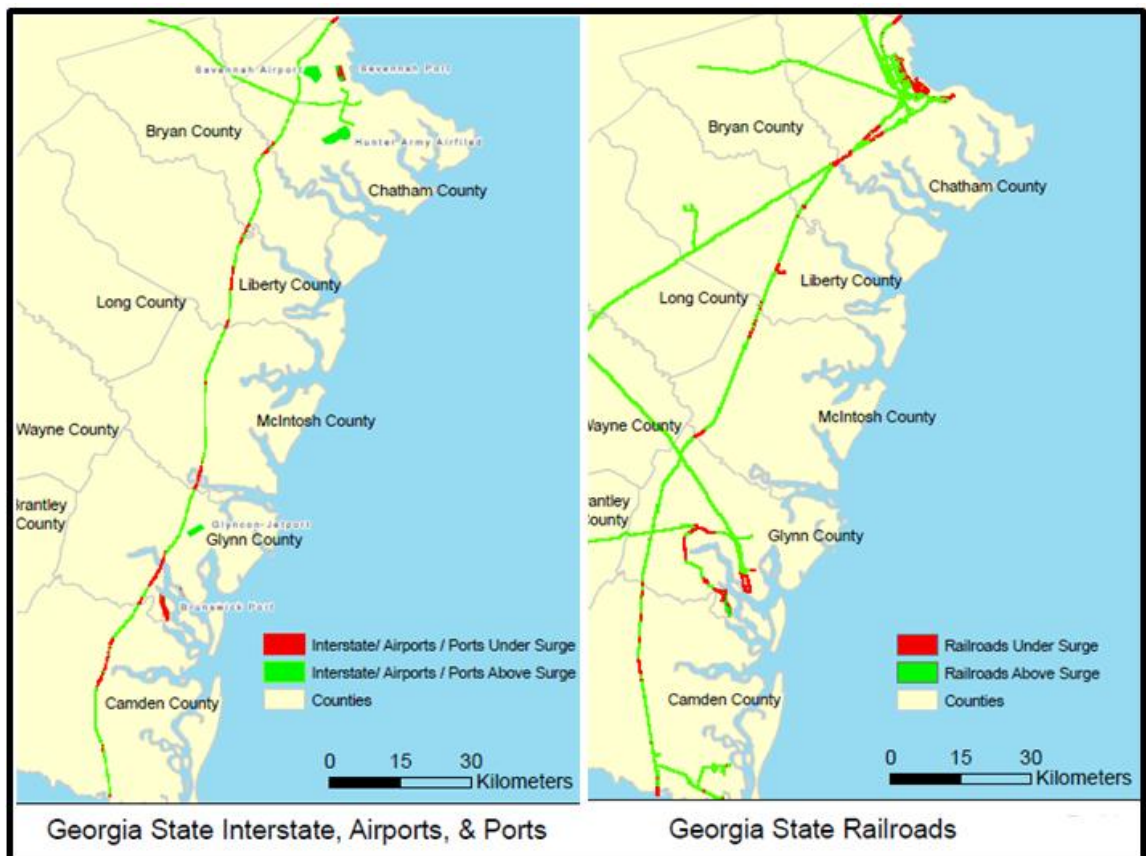 Savannah Airport
Savannah Port
Bryan County
Hunter Army Airfiled
Chatham County
Liberty County
Long County
McIntosh County
Wayne County
Brantley
County
Glyncon-Jetport
Glynn County
Brunswick Port
Interstate/ Airports / Ports Under Surge
Interstate/ Airports / Ports Above Surge
Camden County
Counties
0 15 30
Kilometers
Georgia State Interstate, Airports, & Ports
Bryan County
Chatham County
Liberty County
Long County
McIntosh County
Wayne County
rantley
County
Glynn County
Railroads Under Surge
Railroads Above Surge
Camden County
Counties
0 15 30
Kilometers
Georgia State Railroads